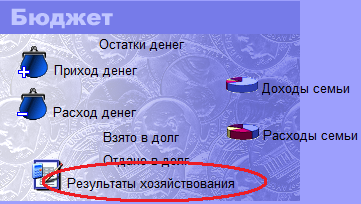 Бюджет
Остатки денег
Приход денег
Доходы семьи
Расход денег
Взято в долг
Расходы семьи
Отдано в долг
Результаты хозяйствования